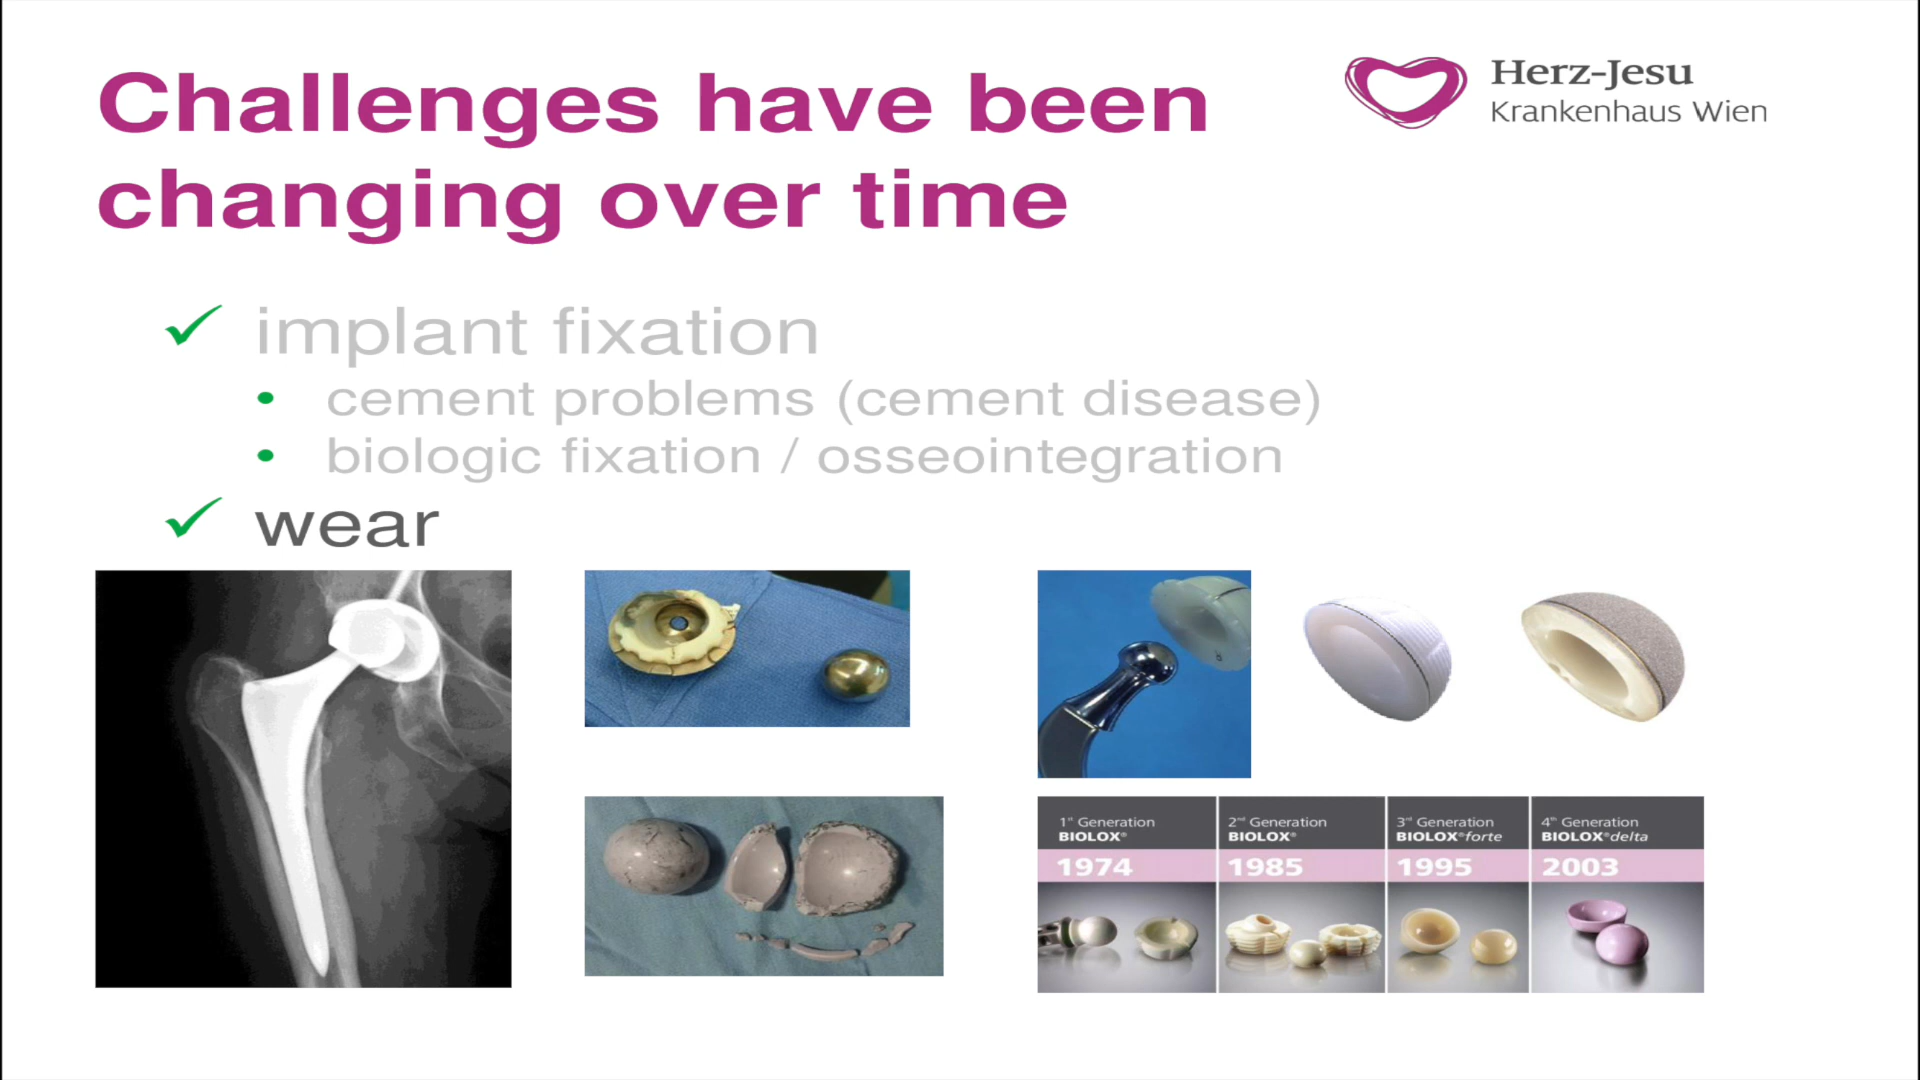 Challenges have been
changing over time
Herz-Jesu
Krankenhaus Wien
✓ implant fixation
• cement problems (cement disease)
• biologic fixation / osseointegration
✓ wear
1st Generation
BIOLOX®
1974
2nd Generation
BIOLOX®
1985
3rd Generation
BIOLOX®forte
1995
4th Generation
BIOLOX®delta
2003